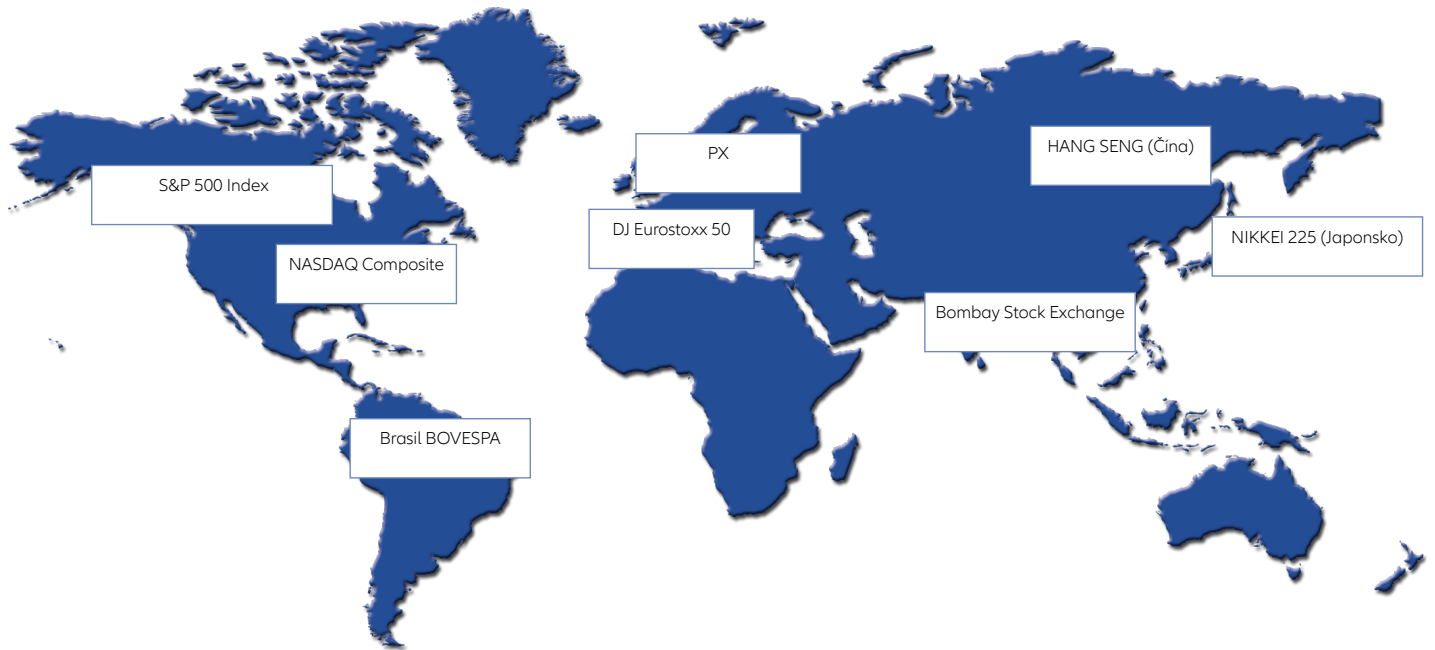 PX
HANG SENG (Čína)
S&P 500 Index
DJ Eurostoxx 50
NIKKEI 225 (Japonsko)
NASDAQ Composite
Bombay Stock Exchange
Brasil BOVESPA